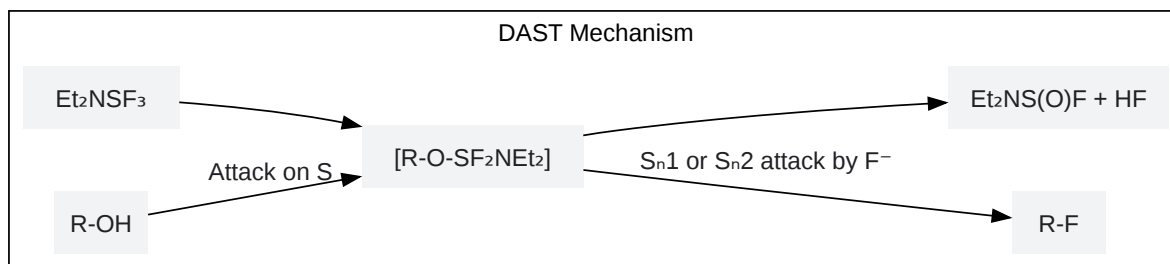 DAST Mechanism
Et₂NSF₃
Et₂NS(O)F + HF
[R-O-SF₂NEt₂]
Attack on S
Sₙ1 or Sₙ2 attack by F⁻
R-OH
R-F